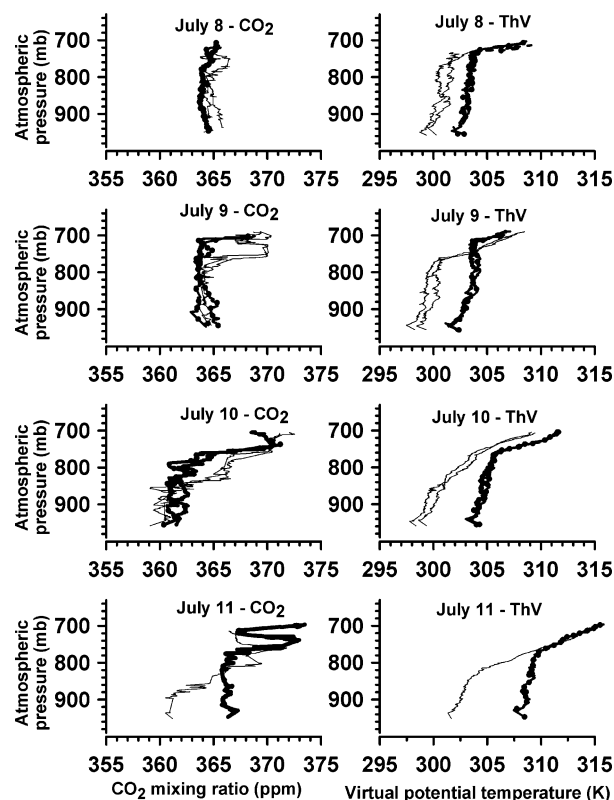 July 8 - CO2
July 8 - ThV
Atmospheric
pressure (mb)
700
800
900
700
800
900
355 360 365 370 375
295 300 305 310 315
July 9 - CO2
July 9 - ThV
Atmospheric
pressure (mb)
700
800
900
700
800
900
355 360 365 370 375
295 300 305 310 315
July 10 - CO2
July 10 - ThV
Atmospheric
pressure (mb)
700
800
900
700
800
900
355 360 365 370 375
295 300 305 310 315
July 11 - CO2
July 11 - ThV
Atmospheric
pressure (mb)
700
800
900
700
800
900
355 360 365 370 375
295 300 305 310 315
CO2 mixing ratio (ppm)
Virtual potential temperature (K)